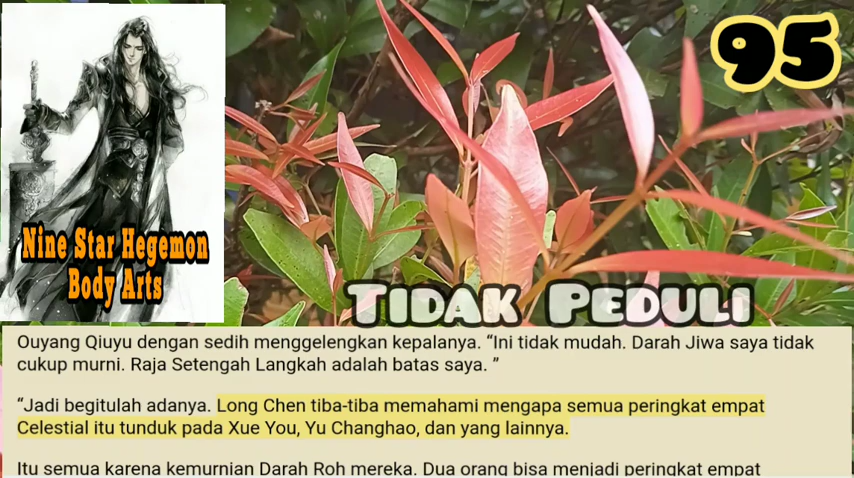 95
Nine Star Hegemon
Body Arts
Tidak Peduli
Ouyang Qiuyu dengan sedih menggelengkan kepalanya. “Ini tidak mudah. Darah Jiwa saya tidak
cukup murni. Raja Setengah Langkah adalah batas saya. ”
“Jadi begitulah adanya. Long Chen tiba-tiba memahami mengapa semua peringkat empat
Celestial itu tunduk pada Xue You, Yu Changhao, dan yang lainnya.
Itu semua karena kemurnian Darah Roh mereka. Dua orang bisa menjadi peringkat empat